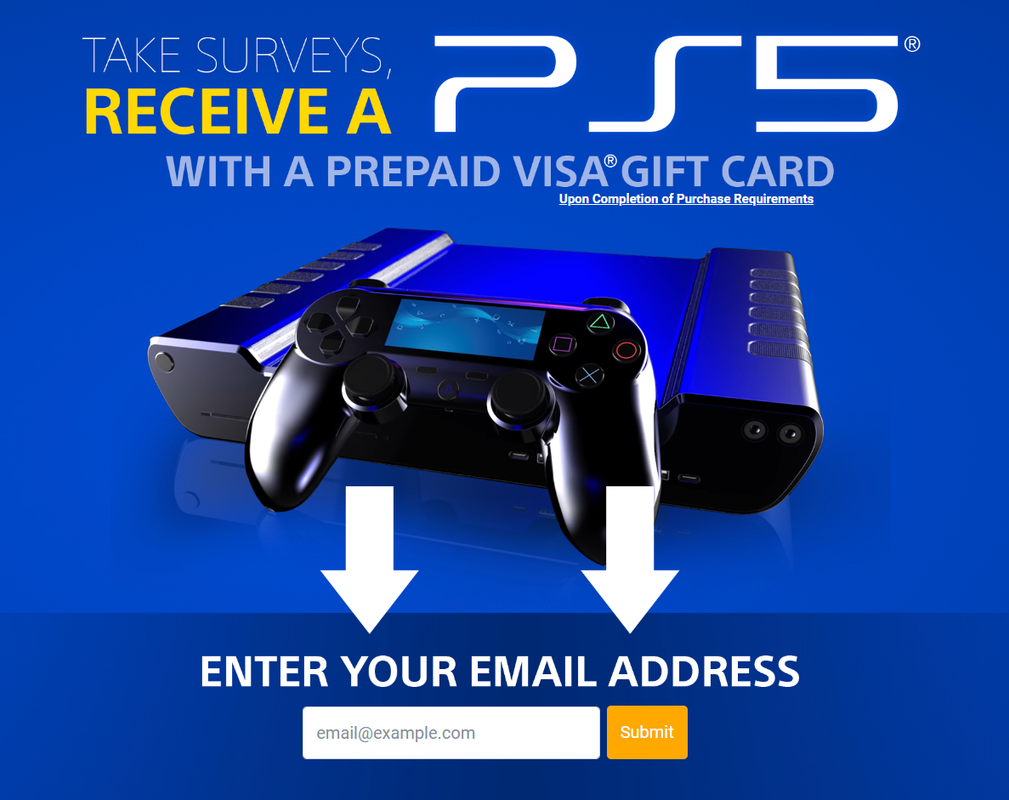 TAKE SURVEYS,
RECEIVE A
PS5®
WITH A PREPAID VISA® GIFT CARD
Upon Completion of Purchase Requirements
ENTER YOUR EMAIL ADDRESS
email@example.com
Submit